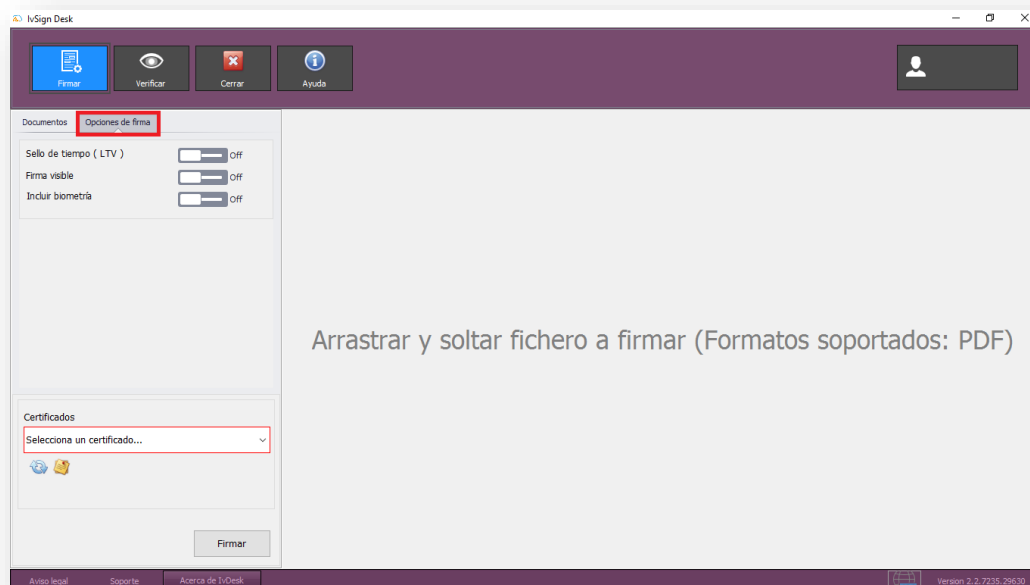 IvSign Desk
Firmar
Verificar
Cerrar
Ayuda
Documentos
Opciones de firma
Sello de tiempo ( LTV )
Off
Firma visible
Off
Incluir biometría
Off
Arrastrar y soltar fichero a firmar (Formatos soportados: PDF)
Certificados
Selecciona un certificado...
Firmar
Aviso legal
Soporte
Acerca de IvDesk
Version 2.2.7235.29630